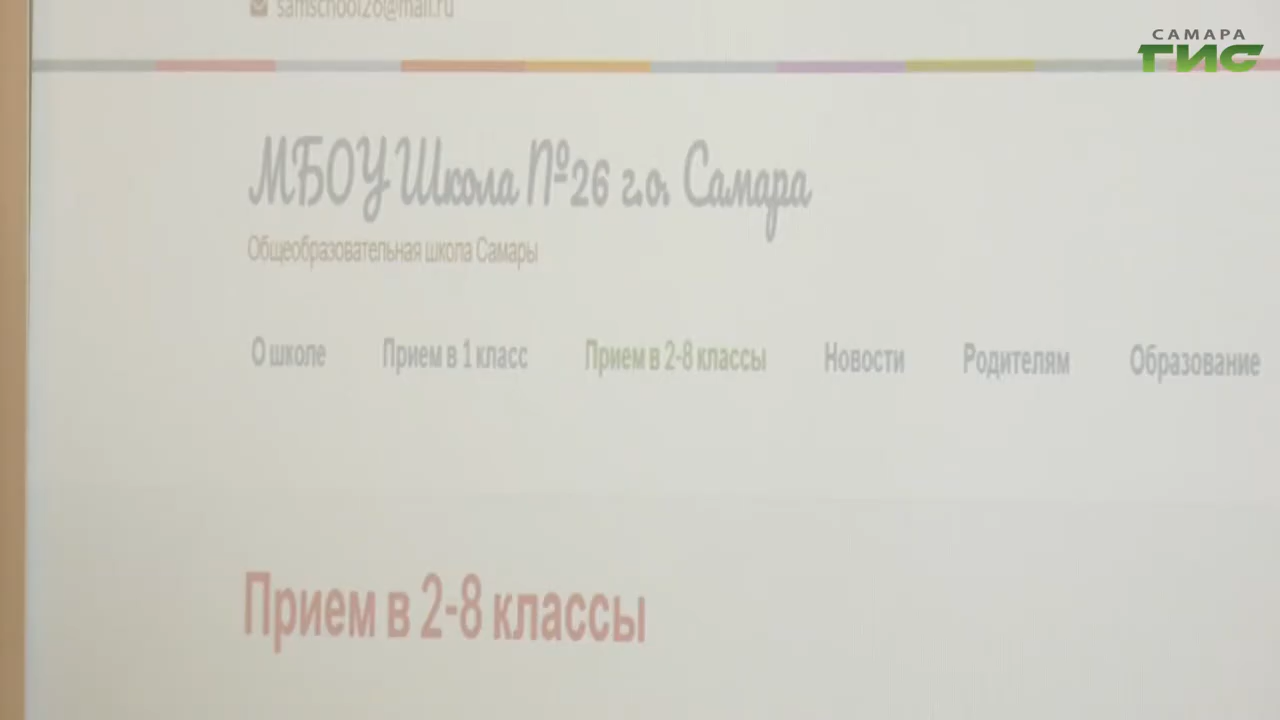 samschool26@mail.ru
САМАРА
ГИС
МБОУ Школа №26 г.о. Самара
Общеобразовательная школа Самары
О школе Прием в 1 класс Прием в 2-8 классы Новости Родителям Образование
Прием в 2-8 классы